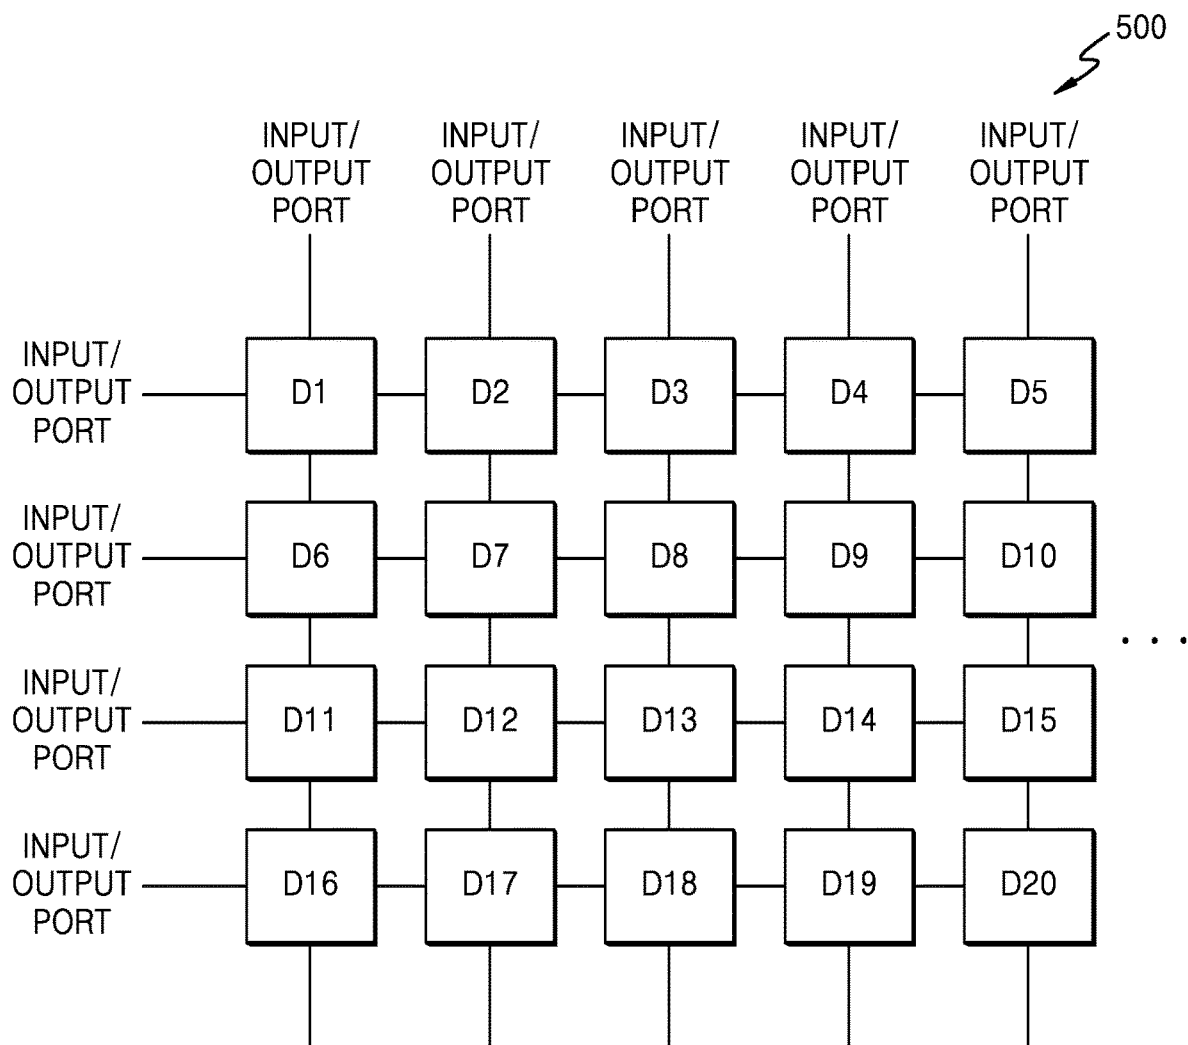 500
INPUT/ INPUT/ INPUT/ INPUT/ INPUT/
OUTPUT OUTPUT OUTPUT OUTPUT OUTPUT
PORT PORT PORT PORT PORT
INPUT/
OUTPUT
PORT
D1 D2 D3 D4 D5
INPUT/
OUTPUT
PORT
D6 D7 D8 D9 D10
. . .
INPUT/
OUTPUT
PORT
D11 D12 D13 D14 D15
INPUT/
OUTPUT
PORT
D16 D17 D18 D19 D20